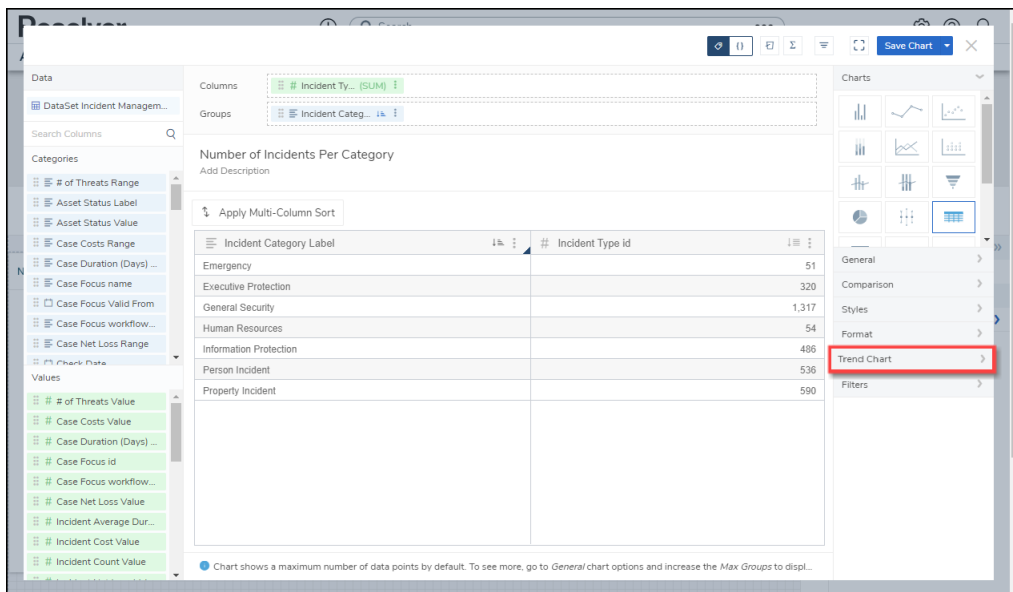 Resolver
Search
Save Chart
Data
DataSet Incident Managem...
Search Columns
Categories
# of Threats Range
Asset Status Label
Asset Status Value
Case Costs Range
Case Duration (Days) ...
Case Focus name
Case Focus Valid From
Case Focus workflow...
Case Net Loss Range
Check Date
Values
# # of Threats Value
# Case Costs Value
# Case Duration (Days) ...
# Case Focus id
# Case Focus workflow...
# Case Net Loss Value
# Incident Average Dur...
# Incident Cost Value
# Incident Count Value
Columns # Incident Ty... (SUM)
Groups Incident Categ...
Number of Incidents Per Category
Add Description
Apply Multi-Column Sort
Incident Category Label # Incident Type id
Emergency 51
Executive Protection 320
General Security 1,317
Human Resources 54
Information Protection 486
Person Incident 536
Property Incident 590
Chart shows a maximum number of data points by default. To see more, go to General chart options and increase the Max Groups to displ...
Charts
General
Comparison
Styles
Format
Trend Chart
Filters